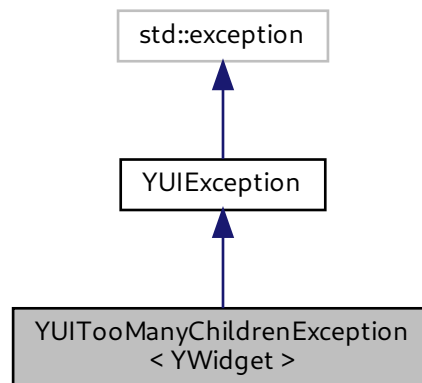 std::exception
YUIException
YUITooManyChildrenException
< YWidget >